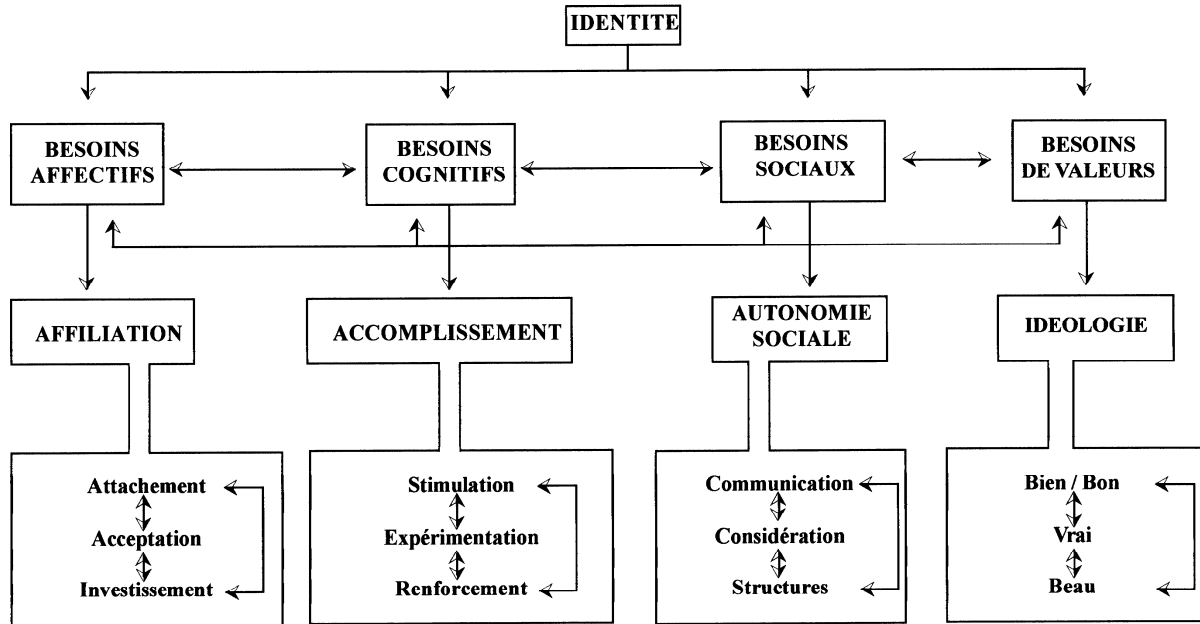 IDENTITE
BESOINS
AFFECTIFS
BESOINS
COGNITIFS
BESOINS
SOCIAUX
BESOINS
DE VALEURS
AFFILIATION
ACCOMPLISSEMENT
AUTONOMIE
SOCIALE
IDEOLOGIE
Attachement
Acceptation
Investissement
Stimulation
Expérimentation
Renforcement
Communication
Considération
Structures
Bien / Bon
Vrai
Beau